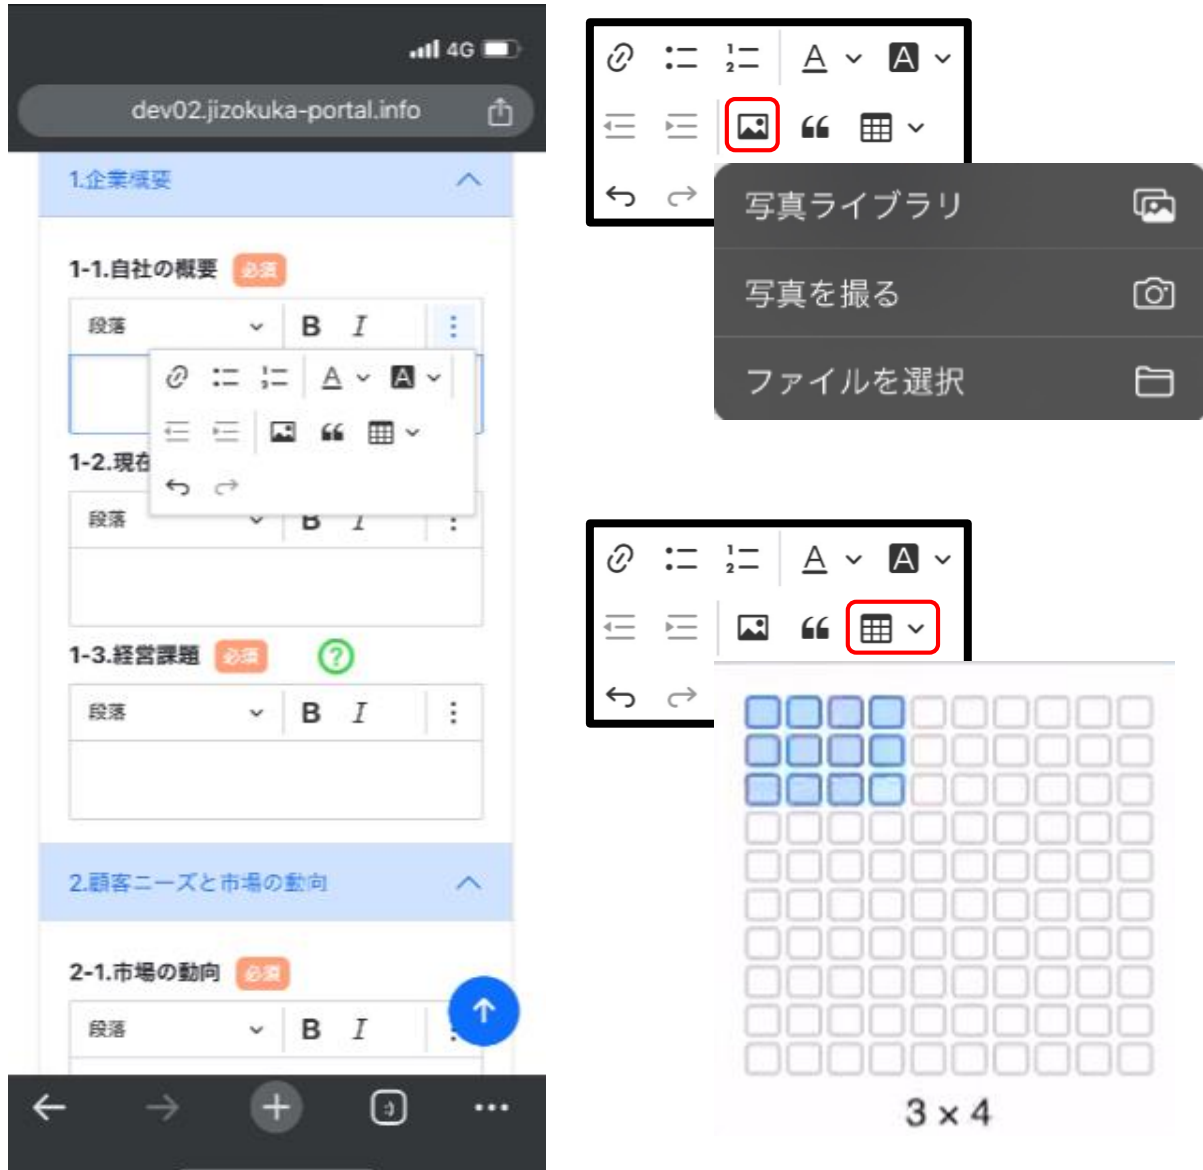 4G
dev02.jizokuka-portal.info
1.企業概要
1-1.自社の概要 必須
段落 B I
A A
1-2.現在
段落 B I
1-3.経営課題 必須 ?
段落 B I
2.顧客ニーズと市場の動向
2-1.市場の動向 必須
段落 B I
:)
A A
写真ライブラリ
写真を撮る
ファイルを選択
A A
3 × 4